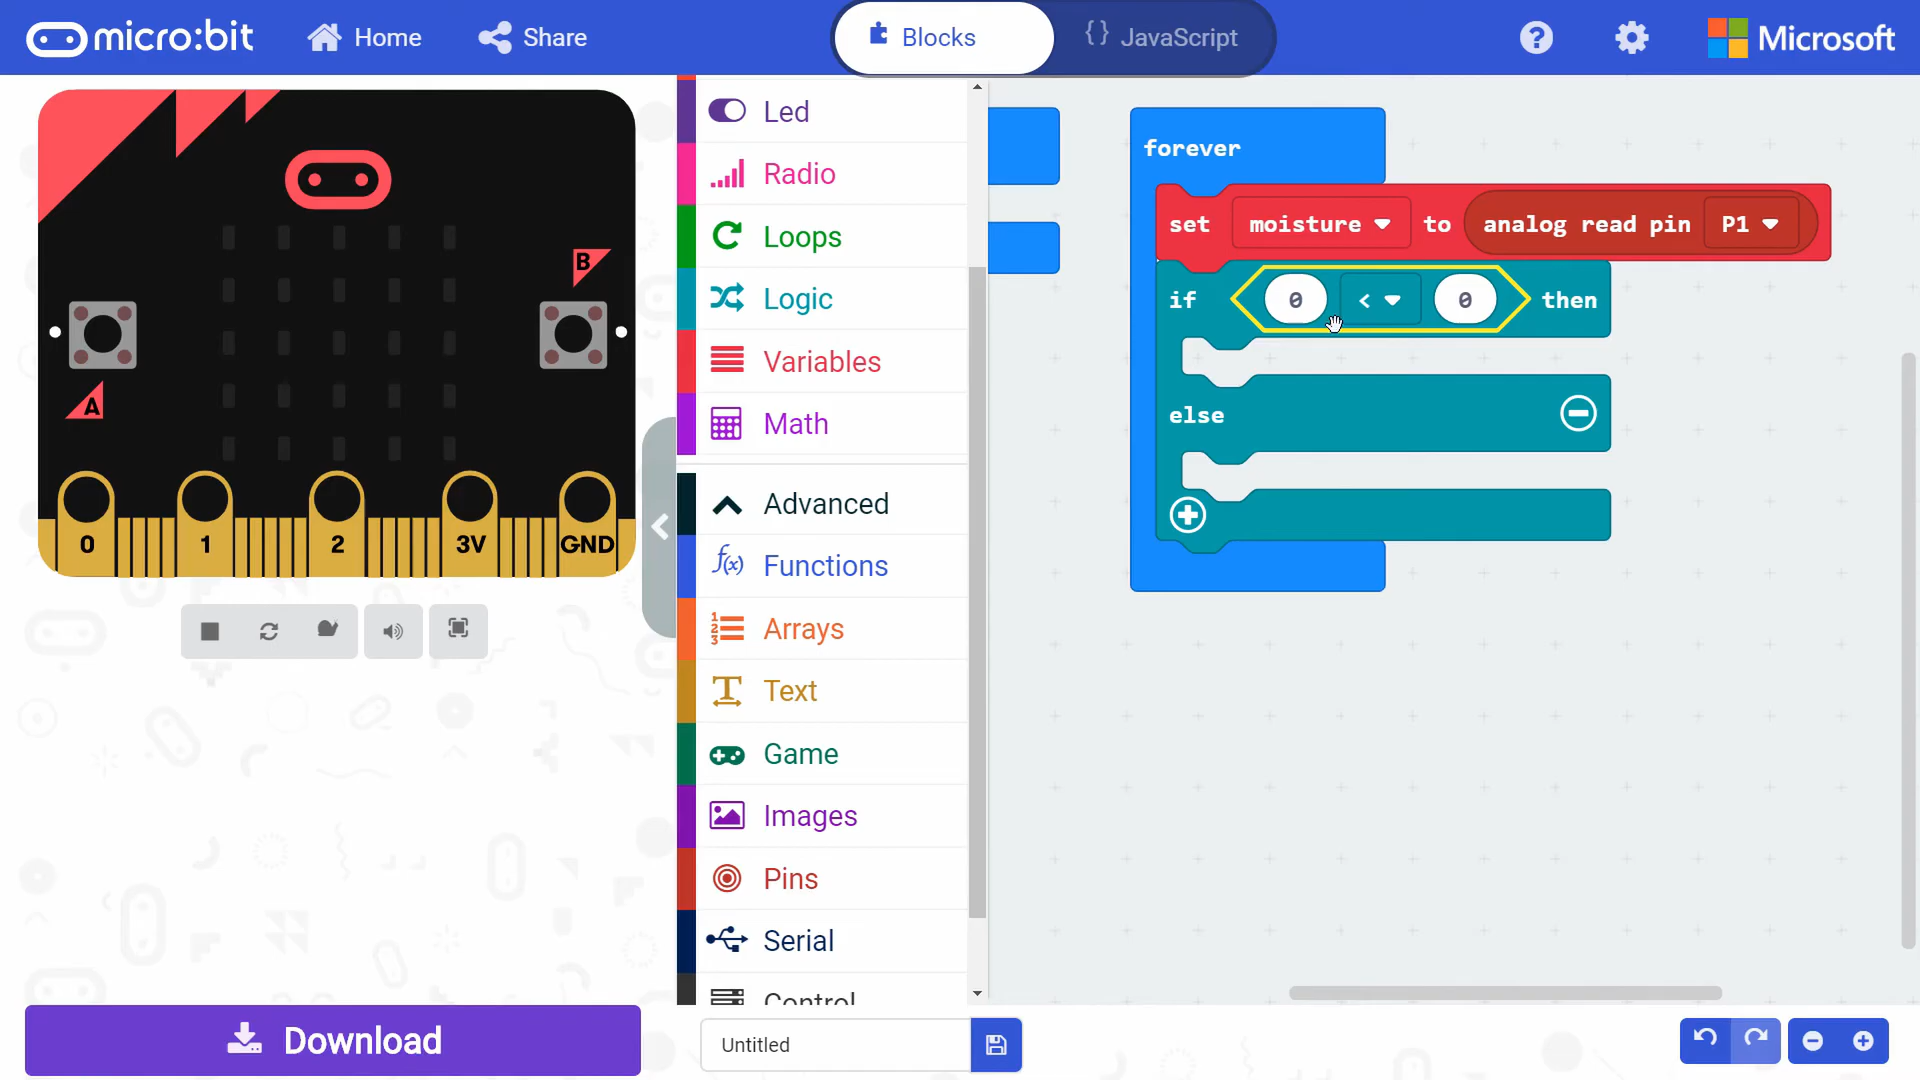 micro:bit
Home
Share
Blocks
{} JavaScript
?
Microsoft
B
A
0
1
2
3V
GND
Download
Led
Radio
Loops
Logic
Variables
Math
Advanced
f(x) Functions
Arrays
Text
Game
Images
Pins
Serial
Control
Untitled
forever
set moisture to analog read pin P1
if 0 < 0 then
else